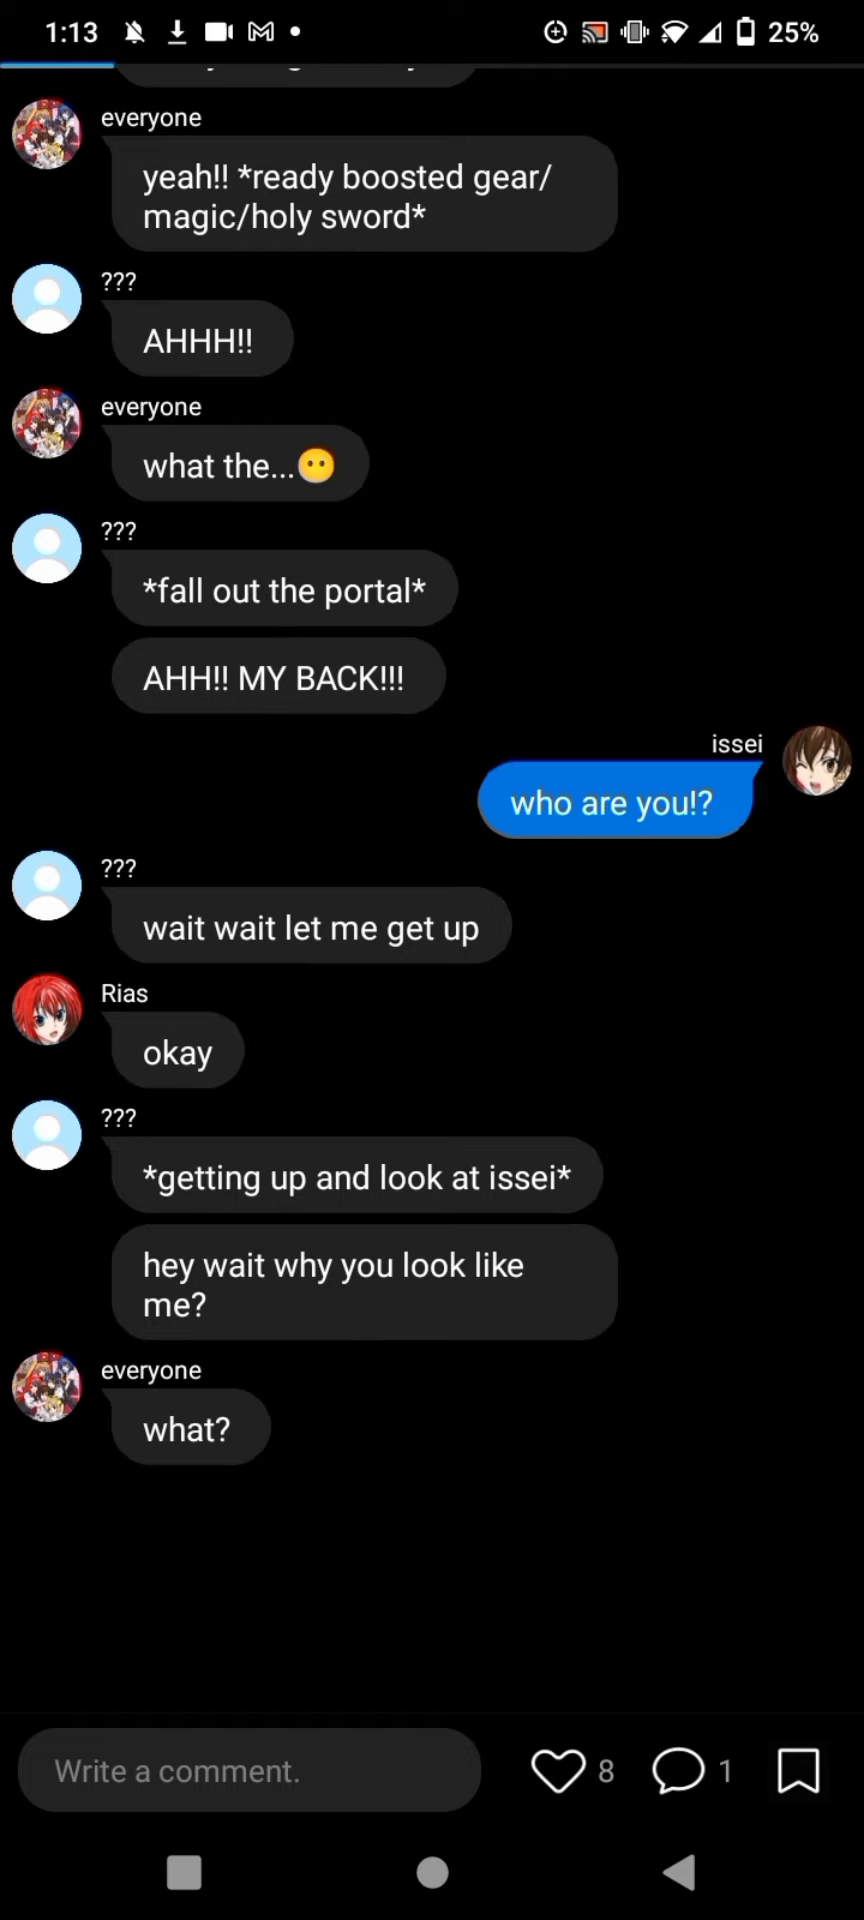 1:13
25%
everyone
yeah!! *ready boosted gear/
magic/holy sword*
???
AHHH!!
everyone
what the...😶
???
*fall out the portal*
AHH!! MY BACK!!!
issei
who are you!?
???
wait wait let me get up
Rias
okay
???
*getting up and look at issei*
hey wait why you look like
me?
everyone
what?
Write a comment.
8
1